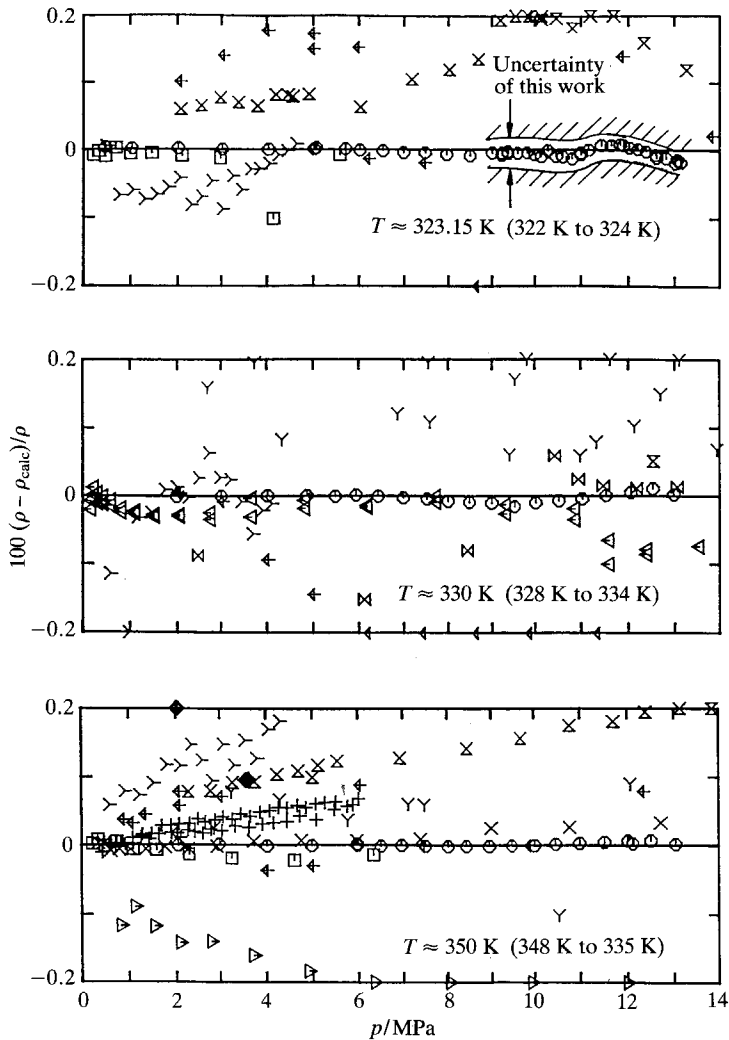 0.2
Uncertainty
of this work
0
T ≈ 323.15 K (322 K to 324 K)
−0.2
0.2
100 (ρ − ρcalc)/ρ
0
T ≈ 330 K (328 K to 334 K)
−0.2
0.2
0
T ≈ 350 K (348 K to 335 K)
−0.2
0 2 4 6 8 10 12 14
p/MPa